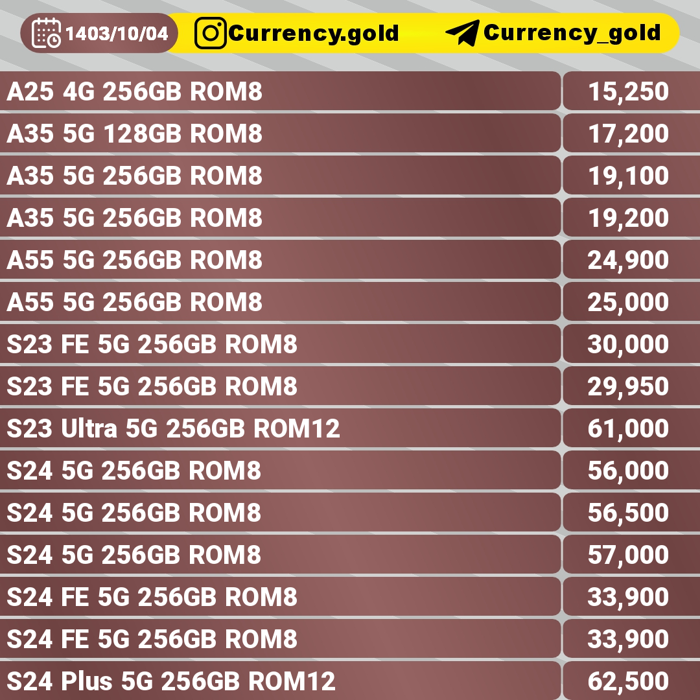 1403/10/04 Currency.gold Currency_gold
A25 4G 256GB ROM8 15,250
A35 5G 128GB ROM8 17,200
A35 5G 256GB ROM8 19,100
A35 5G 256GB ROM8 19,200
A55 5G 256GB ROM8 24,900
A55 5G 256GB ROM8 25,000
S23 FE 5G 256GB ROM8 30,000
S23 FE 5G 256GB ROM8 29,950
S23 Ultra 5G 256GB ROM12 61,000
S24 5G 256GB ROM8 56,000
S24 5G 256GB ROM8 56,500
S24 5G 256GB ROM8 57,000
S24 FE 5G 256GB ROM8 33,900
S24 FE 5G 256GB ROM8 33,900
S24 Plus 5G 256GB ROM12 62,500